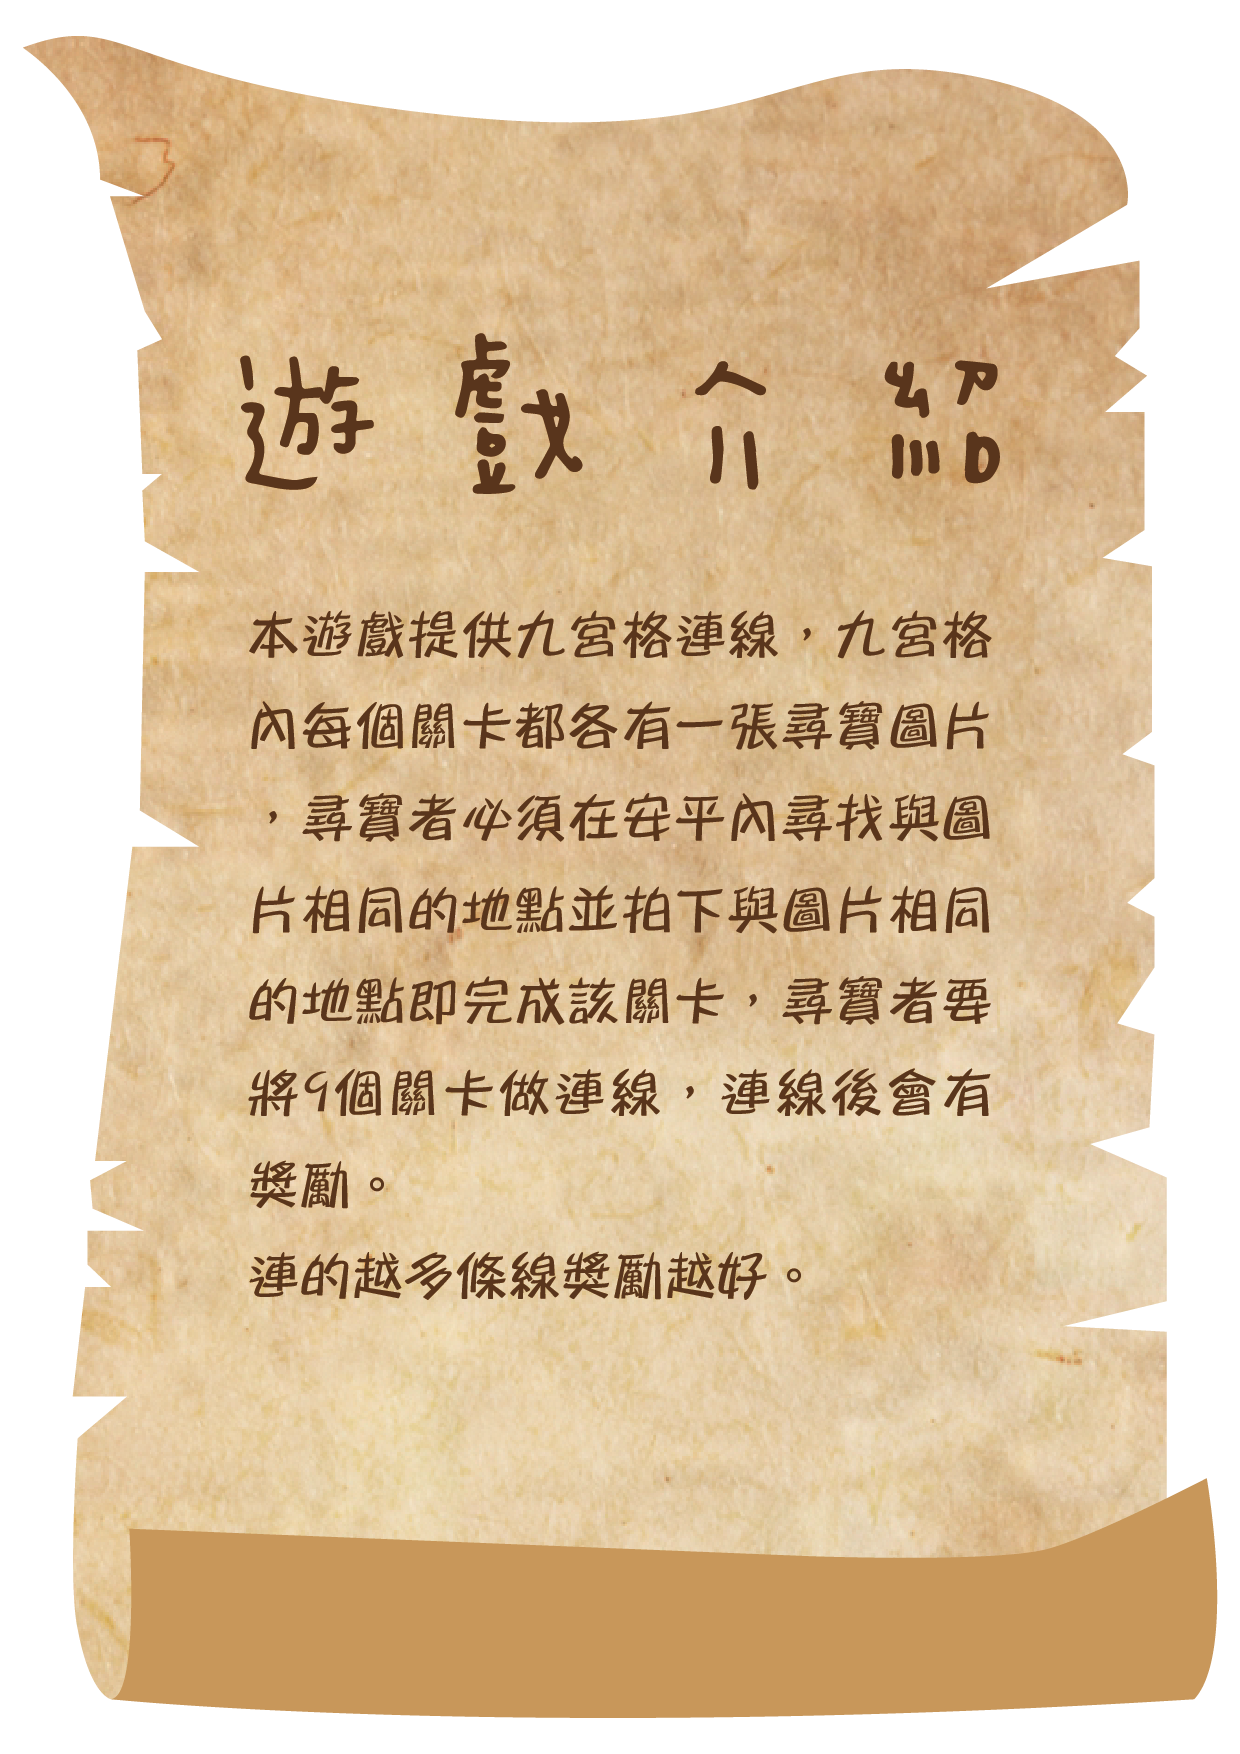 遊戲介紹
本遊戲提供九宮格連線，九宮格
內每個關卡都各有一張尋寶圖片
，尋寶者必須在安平內尋找與圖
片相同的地點並拍下與圖片相同
的地點即完成該關卡，尋寶者要
將9個關卡做連線，連線後會有
獎勵。
連的越多條線獎勵越好。